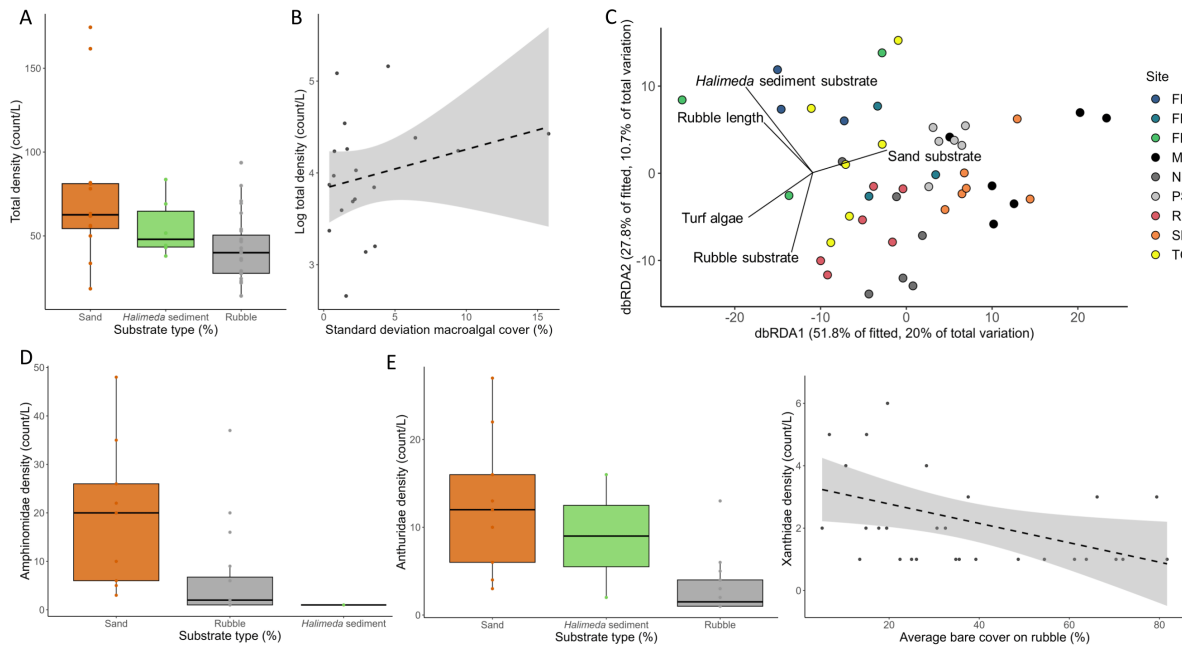 A
Total density (count/L)
150
100
50
Sand
Halimeda sediment
Rubble
Substrate type (%)
B
Log total density (count/L)
5
4
3
0
5
10
15
Standard deviation macroalgal cover (%)
C
dbRDA2 (27.8% of fitted, 10.7% of total variation)
10
0
-10
-20
-10
0
10
20
dbRDA1 (51.8% of fitted, 20% of total variation)
Halimeda sediment substrate
Rubble length
Sand substrate
Turf algae
Rubble substrate
Site
D
Amphinomidae density (count/L)
50
40
30
20
10
0
Sand
Rubble
Halimeda sediment
Substrate type (%)
E
Anthuridae density (count/L)
20
10
0
Sand
Halimeda sediment
Rubble
Substrate type (%)
Xanthidae density (count/L)
6
4
2
0
20
40
60
80
Average bare cover on rubble (%)